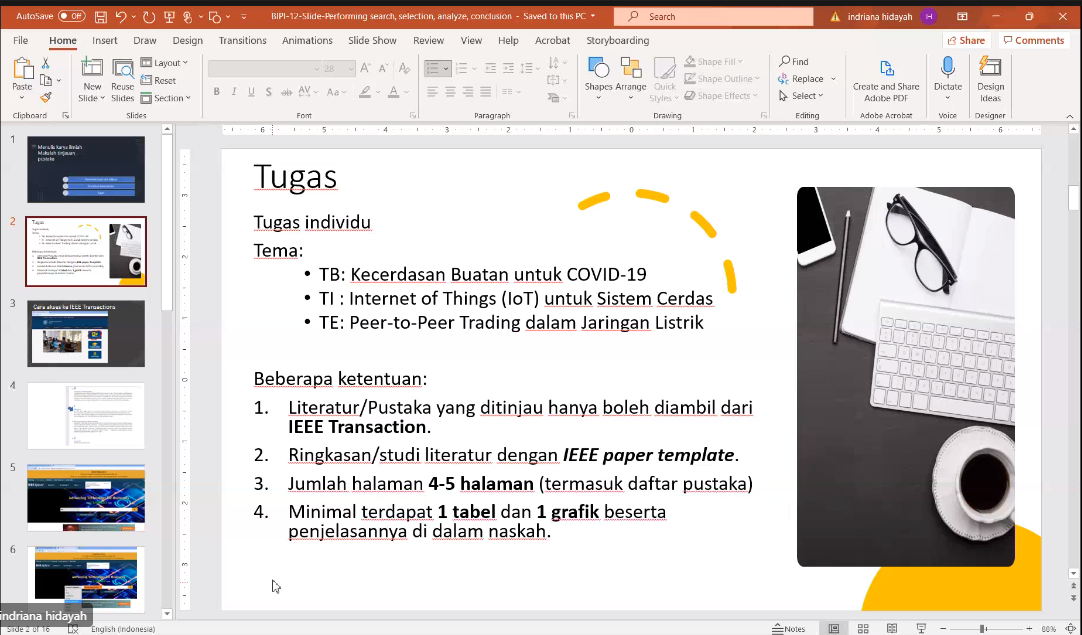 AutoSave Off BIPI-12-Slide-Performing search, selection, analyze, conclusion - Saved to this PC Search indriana hidayah H
File Home Insert Draw Design Transitions Animations Slide Show Review View Help Acrobat Storyboarding Share Comments
Paste New Slide Reuse Slides Layout Reset Section 28 B I U S ab AV Aa A Shapes Arrange Quick Styles Shape Fill Shape Outline Shape Effects Find Replace Select Create and Share Adobe PDF Dictate Design Ideas
Clipboard Slides Font Paragraph Drawing Editing Adobe Acrobat Voice Designer
1
Menulis karya ilmiah
Makalah tinjauan
pustaka
2
3
Cara akses ke IEEE Transactions
4
5
6
Tugas
Tugas individu
Tema:
• TB: Kecerdasan Buatan untuk COVID-19
• TI : Internet of Things (IoT) untuk Sistem Cerdas
• TE: Peer-to-Peer Trading dalam Jaringan Listrik
Beberapa ketentuan:
1. Literatur/Pustaka yang ditinjau hanya boleh diambil dari
IEEE Transaction.
2. Ringkasan/studi literatur dengan IEEE paper template.
3. Jumlah halaman 4-5 halaman (termasuk daftar pustaka)
4. Minimal terdapat 1 tabel dan 1 grafik beserta
penjelasannya di dalam naskah.
indriana hidayah
Slide 2 of 16 English (Indonesia) Notes 68%